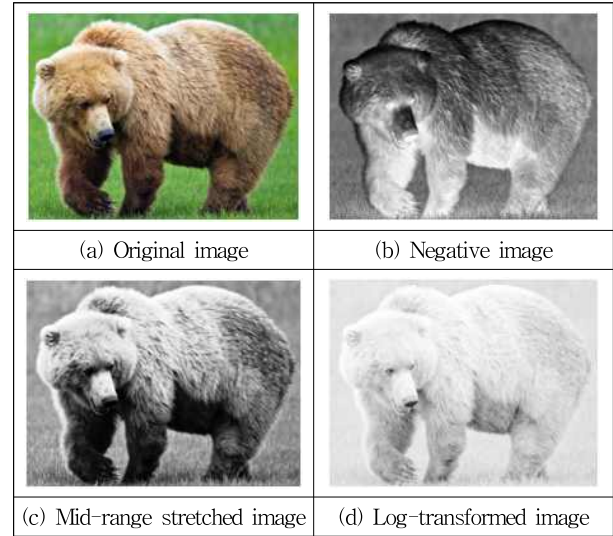 (a) Original image
(b) Negative image
(c) Mid-range stretched image
(d) Log-transformed image